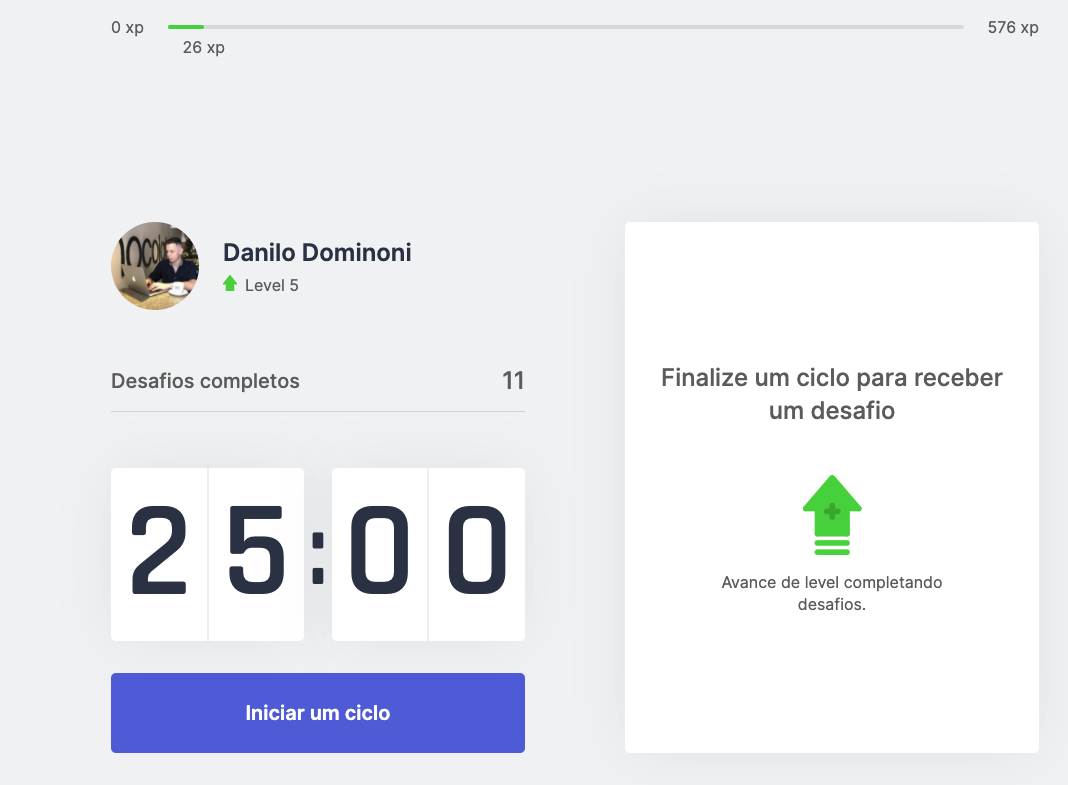 0 xp
576 xp
26 xp
Danilo Dominoni
Level 5
Desafios completos
11
25:00
Iniciar um ciclo
Finalize um ciclo para receber
um desafio
Avance de level completando
desafios.